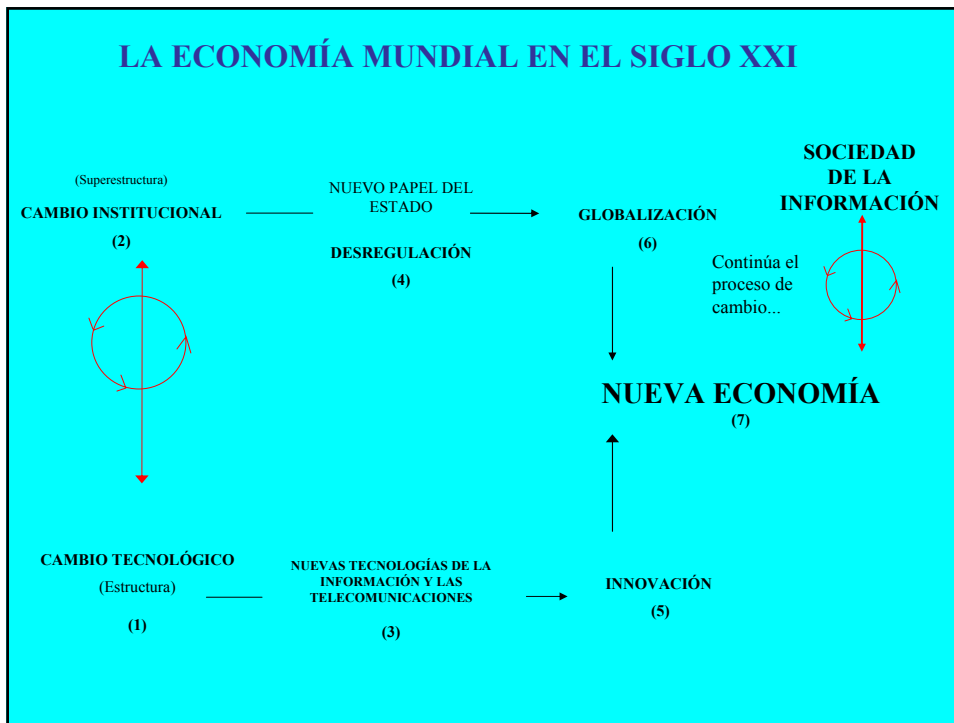 LA ECONOMÍA MUNDIAL EN EL SIGLO XXI
SOCIEDAD
DE LA
INFORMACIÓN
(Superestructura)
CAMBIO INSTITUCIONAL
(2)
NUEVO PAPEL DEL
ESTADO
DESREGULACIÓN
(4)
GLOBALIZACIÓN
(6)
Continúa el
proceso de
cambio...
NUEVA ECONOMÍA
(7)
CAMBIO TECNOLÓGICO
(Estructura)
(1)
NUEVAS TECNOLOGÍAS DE LA
INFORMACIÓN Y LAS
TELECOMUNICACIONES
(3)
INNOVACIÓN
(5)